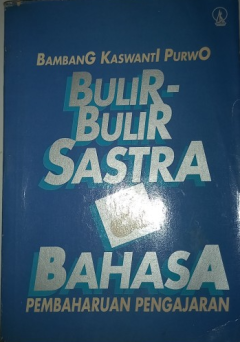 BAMBANG KASWANTI PURWO
BULIR-
BULIR
SASTRA
BAHASA
PEMBAHARUAN PENGAJARAN